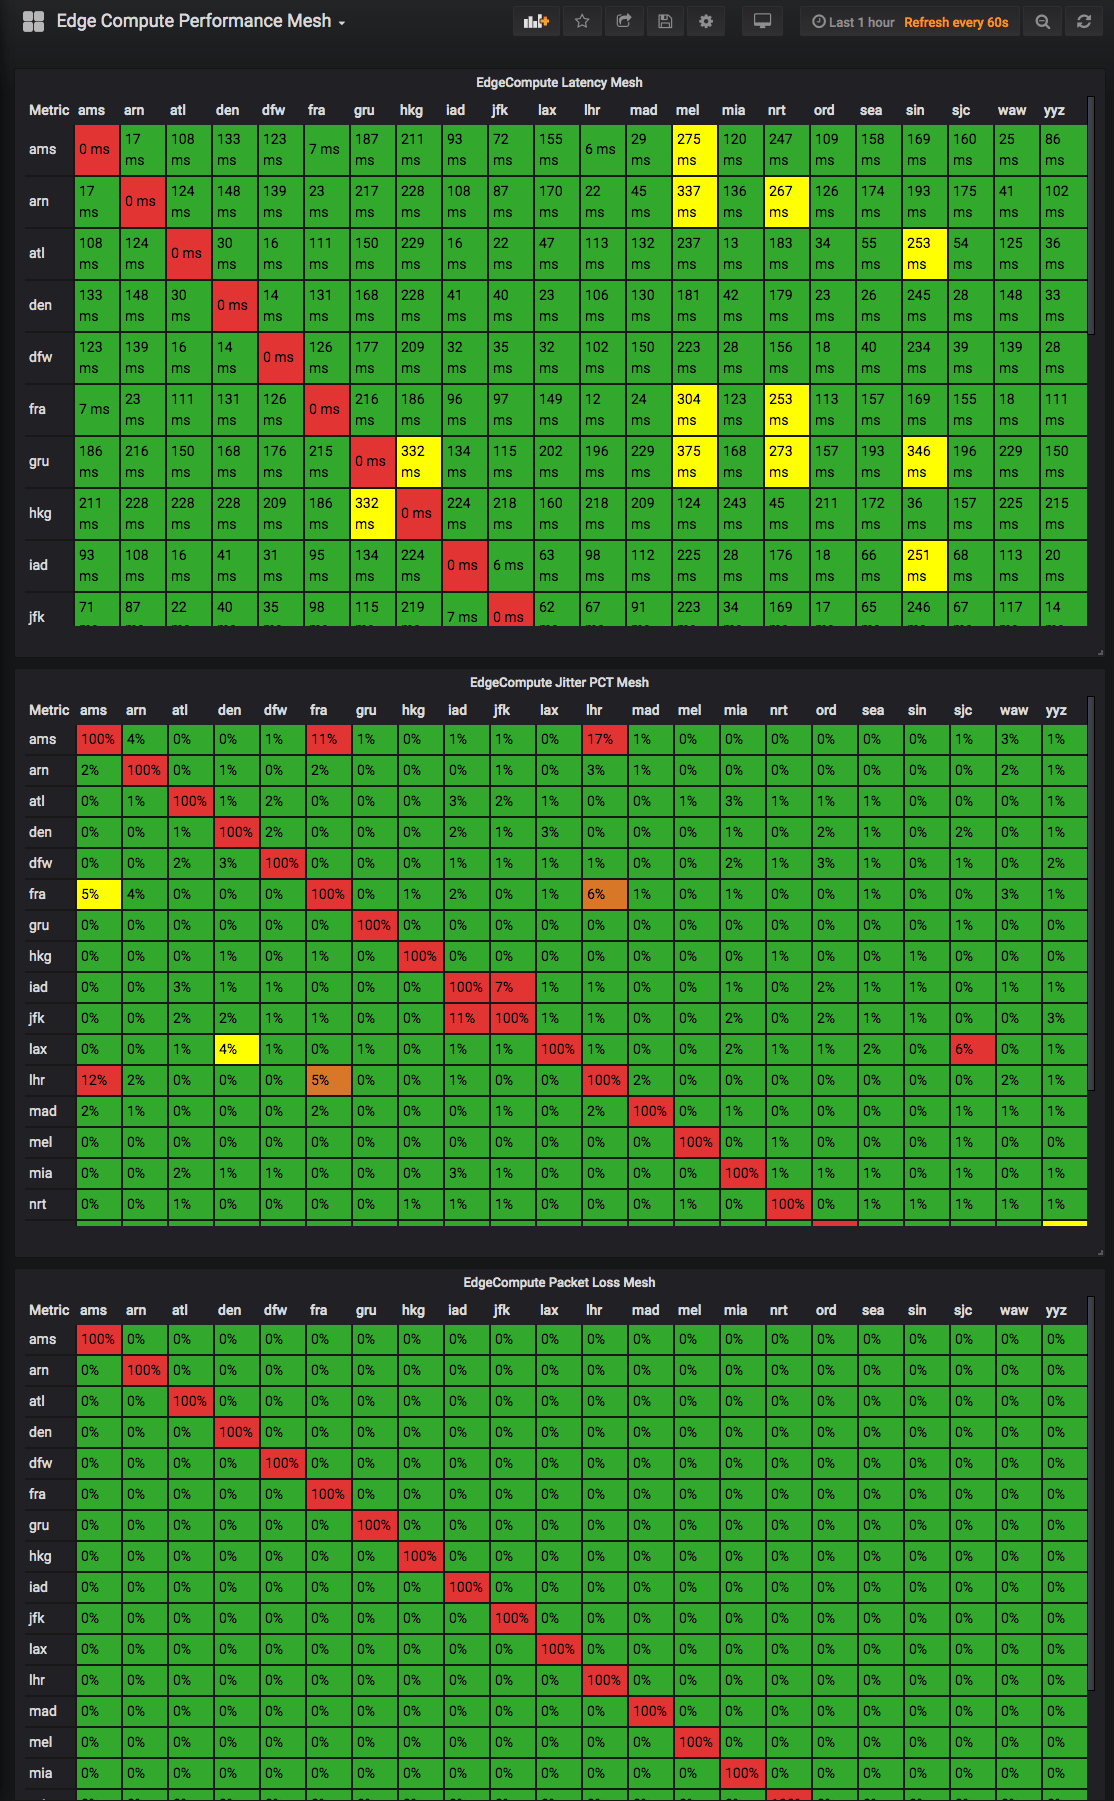 Edge Compute Performance Mesh
Last 1 hour Refresh every 60s
EdgeCompute Latency Mesh
Metric ams arn atl den dfw fra gru hkg iad jfk lax lhr mad mel mia nrt ord sea sin sjc waw yyz
ams 0 ms 17 ms 108 ms 133 ms 123 ms 7 ms 187 ms 211 ms 93 ms 72 ms 155 ms 6 ms 29 ms 275 ms 120 ms 247 ms 109 ms 158 ms 169 ms 160 ms 25 ms 86 ms
arn 17 ms 0 ms 124 ms 148 ms 139 ms 23 ms 217 ms 228 ms 108 ms 87 ms 170 ms 22 ms 45 ms 337 ms 136 ms 267 ms 126 ms 174 ms 193 ms 175 ms 41 ms 102 ms
atl 108 ms 124 ms 0 ms 30 ms 16 ms 111 ms 150 ms 229 ms 16 ms 22 ms 47 ms 113 ms 132 ms 237 ms 13 ms 183 ms 34 ms 55 ms 253 ms 54 ms 125 ms 36 ms
den 133 ms 148 ms 30 ms 0 ms 14 ms 131 ms 168 ms 228 ms 41 ms 40 ms 23 ms 106 ms 130 ms 181 ms 42 ms 179 ms 23 ms 26 ms 245 ms 28 ms 148 ms 33 ms
dfw 123 ms 139 ms 16 ms 14 ms 0 ms 126 ms 177 ms 209 ms 32 ms 35 ms 32 ms 102 ms 150 ms 223 ms 28 ms 156 ms 18 ms 40 ms 234 ms 39 ms 139 ms 28 ms
fra 7 ms 23 ms 111 ms 131 ms 126 ms 0 ms 216 ms 186 ms 96 ms 97 ms 149 ms 12 ms 24 ms 304 ms 123 ms 253 ms 113 ms 157 ms 169 ms 155 ms 18 ms 111 ms
gru 186 ms 216 ms 150 ms 168 ms 176 ms 215 ms 0 ms 332 ms 134 ms 115 ms 202 ms 196 ms 229 ms 375 ms 168 ms 273 ms 157 ms 193 ms 346 ms 196 ms 229 ms 150 ms
hkg 211 ms 228 ms 228 ms 228 ms 209 ms 186 ms 332 ms 0 ms 224 ms 218 ms 160 ms 218 ms 209 ms 124 ms 243 ms 45 ms 211 ms 172 ms 36 ms 157 ms 225 ms 215 ms
iad 93 ms 108 ms 16 ms 41 ms 31 ms 95 ms 134 ms 224 ms 0 ms 6 ms 63 ms 98 ms 112 ms 225 ms 28 ms 176 ms 18 ms 66 ms 251 ms 68 ms 113 ms 20 ms
jfk 71 87 22 40 35 98 115 219 7 ms 0 ms 62 67 91 223 34 169 17 65 246 67 117 14
EdgeCompute Jitter PCT Mesh
Metric ams arn atl den dfw fra gru hkg iad jfk lax lhr mad mel mia nrt ord sea sin sjc waw yyz
ams 100% 4% 0% 0% 1% 11% 1% 0% 1% 1% 0% 17% 1% 0% 0% 0% 0% 0% 0% 1% 3% 1%
arn 2% 100% 0% 1% 0% 2% 0% 0% 0% 1% 0% 3% 1% 0% 0% 0% 0% 0% 0% 0% 2% 1%
atl 0% 1% 100% 1% 2% 0% 0% 0% 3% 2% 1% 0% 0% 1% 3% 1% 1% 1% 0% 0% 0% 1%
den 0% 0% 1% 100% 2% 0% 0% 0% 2% 1% 3% 0% 0% 0% 1% 0% 2% 1% 0% 2% 0% 1%
dfw 0% 0% 2% 3% 100% 0% 0% 0% 1% 1% 1% 1% 0% 0% 2% 1% 3% 1% 0% 1% 0% 2%
fra 5% 4% 0% 0% 0% 100% 0% 1% 2% 0% 1% 6% 1% 0% 1% 0% 0% 1% 0% 0% 3% 1%
gru 0% 0% 0% 0% 0% 0% 100% 0% 0% 0% 0% 0% 0% 0% 0% 0% 0% 0% 0% 1% 0% 0%
hkg 0% 0% 0% 1% 0% 1% 0% 100% 0% 0% 0% 0% 0% 0% 0% 1% 0% 0% 1% 0% 0% 0%
iad 0% 0% 3% 1% 1% 0% 0% 0% 100% 7% 1% 1% 0% 0% 1% 0% 2% 1% 1% 0% 1% 1%
jfk 0% 0% 2% 2% 1% 1% 0% 0% 11% 100% 1% 1% 0% 0% 2% 0% 2% 1% 1% 0% 0% 3%
lax 0% 0% 1% 4% 1% 0% 1% 0% 1% 1% 100% 1% 0% 0% 2% 1% 1% 2% 0% 6% 0% 1%
lhr 12% 2% 0% 0% 0% 5% 0% 0% 1% 0% 0% 100% 2% 0% 0% 0% 0% 0% 0% 0% 2% 1%
mad 2% 1% 0% 0% 0% 2% 0% 0% 0% 1% 0% 2% 100% 0% 1% 0% 0% 0% 0% 1% 1% 1%
mel 0% 0% 0% 0% 0% 0% 0% 0% 0% 0% 0% 0% 0% 100% 0% 1% 0% 0% 0% 1% 0% 0%
mia 0% 0% 2% 1% 1% 0% 0% 0% 3% 1% 0% 0% 0% 0% 100% 1% 1% 1% 0% 1% 0% 1%
nrt 0% 0% 1% 0% 0% 0% 0% 1% 1% 1% 0% 0% 0% 1% 0% 100% 0% 1% 1% 1% 1% 1%
EdgeCompute Packet Loss Mesh
Metric ams arn atl den dfw fra gru hkg iad jfk lax lhr mad mel mia nrt ord sea sin sjc waw yyz
ams 100% 0% 0% 0% 0% 0% 0% 0% 0% 0% 0% 0% 0% 0% 0% 0% 0% 0% 0% 0% 0% 0%
arn 0% 100% 0% 0% 0% 0% 0% 0% 0% 0% 0% 0% 0% 0% 0% 0% 0% 0% 0% 0% 0% 0%
atl 0% 0% 100% 0% 0% 0% 0% 0% 0% 0% 0% 0% 0% 0% 0% 0% 0% 0% 0% 0% 0% 0%
den 0% 0% 0% 100% 0% 0% 0% 0% 0% 0% 0% 0% 0% 0% 0% 0% 0% 0% 0% 0% 0% 0%
dfw 0% 0% 0% 0% 100% 0% 0% 0% 0% 0% 0% 0% 0% 0% 0% 0% 0% 0% 0% 0% 0% 0%
fra 0% 0% 0% 0% 0% 100% 0% 0% 0% 0% 0% 0% 0% 0% 0% 0% 0% 0% 0% 0% 0% 0%
gru 0% 0% 0% 0% 0% 0% 100% 0% 0% 0% 0% 0% 0% 0% 0% 0% 0% 0% 0% 0% 0% 0%
hkg 0% 0% 0% 0% 0% 0% 0% 100% 0% 0% 0% 0% 0% 0% 0% 0% 0% 0% 0% 0% 0% 0%
iad 0% 0% 0% 0% 0% 0% 0% 0% 100% 0% 0% 0% 0% 0% 0% 0% 0% 0% 0% 0% 0% 0%
jfk 0% 0% 0% 0% 0% 0% 0% 0% 0% 100% 0% 0% 0% 0% 0% 0% 0% 0% 0% 0% 0% 0%
lax 0% 0% 0% 0% 0% 0% 0% 0% 0% 0% 100% 0% 0% 0% 0% 0% 0% 0% 0% 0% 0% 0%
lhr 0% 0% 0% 0% 0% 0% 0% 0% 0% 0% 0% 100% 0% 0% 0% 0% 0% 0% 0% 0% 0% 0%
mad 0% 0% 0% 0% 0% 0% 0% 0% 0% 0% 0% 0% 100% 0% 0% 0% 0% 0% 0% 0% 0% 0%
mel 0% 0% 0% 0% 0% 0% 0% 0% 0% 0% 0% 0% 0% 100% 0% 0% 0% 0% 0% 0% 0% 0%
mia 0% 0% 0% 0% 0% 0% 0% 0% 0% 0% 0% 0% 0% 0% 100% 0% 0% 0% 0% 0% 0% 0%